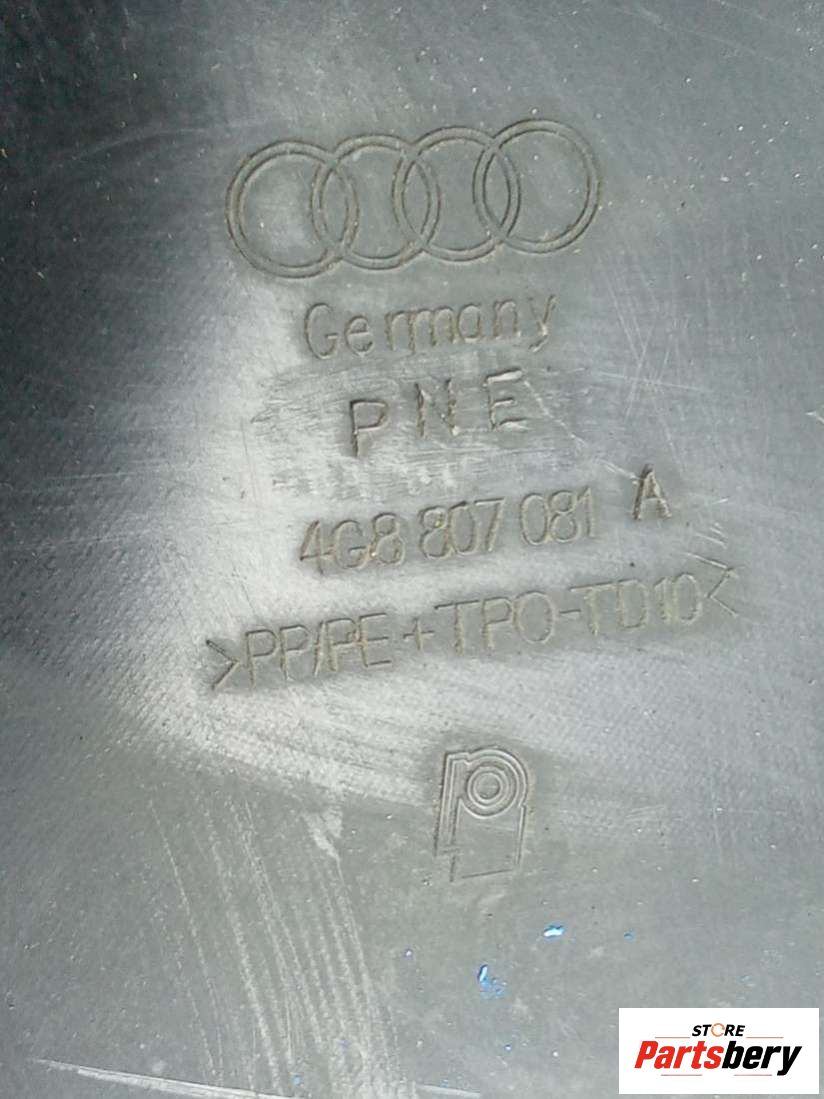 Germany
PNE
4G8 807 081 A
>PP/PE+TPO-TD10<
STORE
Partsbery